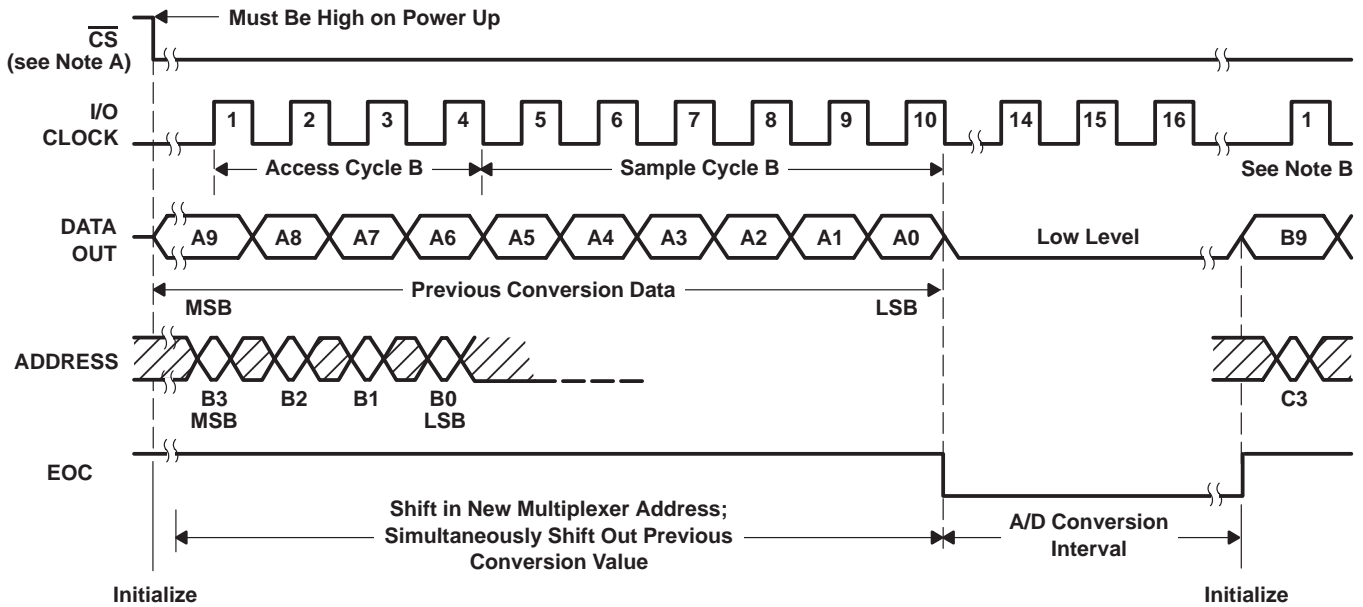 Must Be High on Power Up
CS
(see Note A)
I/O
CLOCK
1 2 3 4 5 6 7 8 9 10 14 15 16 1
Access Cycle B
Sample Cycle B
See Note B
DATA
OUT
A9 A8 A7 A6 A5 A4 A3 A2 A1 A0 Low Level B9
Previous Conversion Data
MSB LSB
ADDRESS
B3 B2 B1 B0 C3
MSB LSB
EOC
Shift in New Multiplexer Address;
Simultaneously Shift Out Previous
Conversion Value
A/D Conversion
Interval
Initialize Initialize